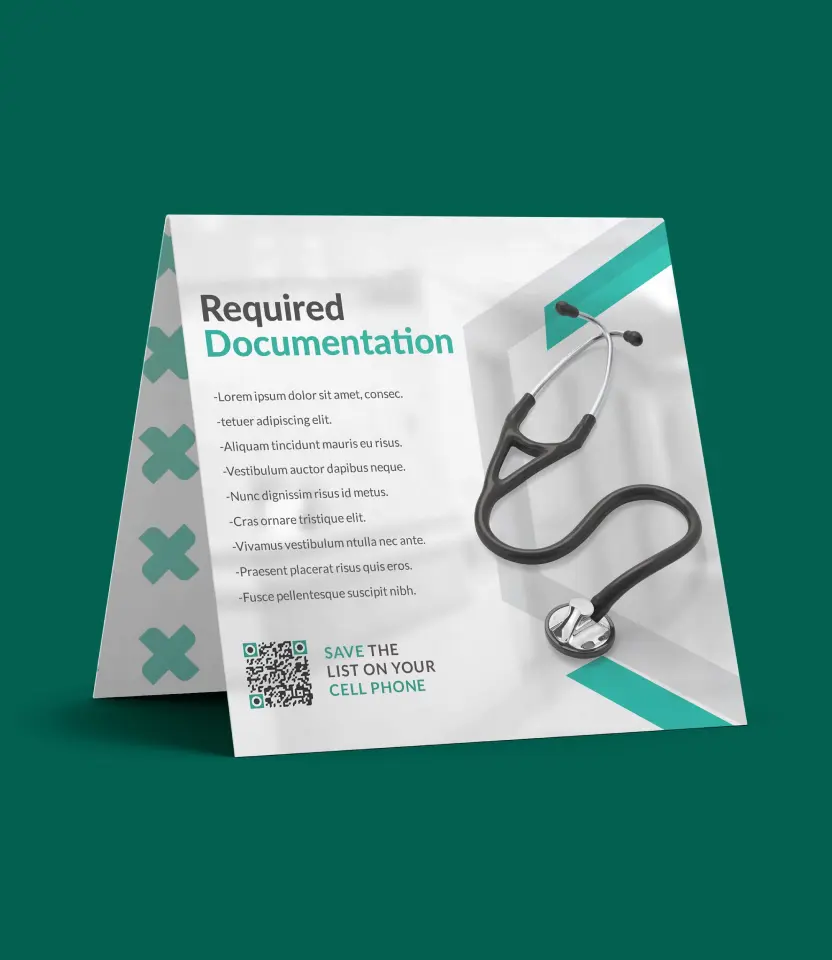 Required
Documentation
-Lorem ipsum dolor sit amet, consec.
-tetuer adipiscing elit.
-Aliquam tincidunt mauris eu risus.
-Vestibulum auctor dapibus neque.
-Nunc dignissim risus id metus.
-Cras ornare tristique elit.
-Vivamus vestibulum ntulla nec ante.
-Praesent placerat risus quis eros.
-Fusce pellentesque suscipit nibh.
SAVE THE
LIST ON YOUR
CELL PHONE